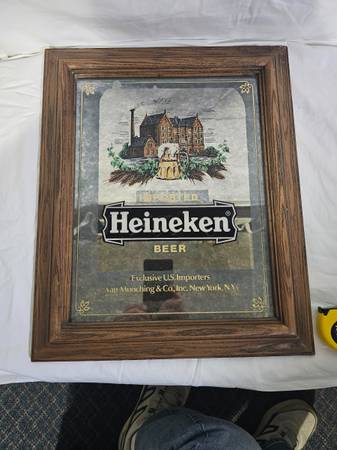 IMPORTED
Heineken®
BEER
Exclusive U.S. Importers
Van Munching & Co., Inc. New York, N.Y.